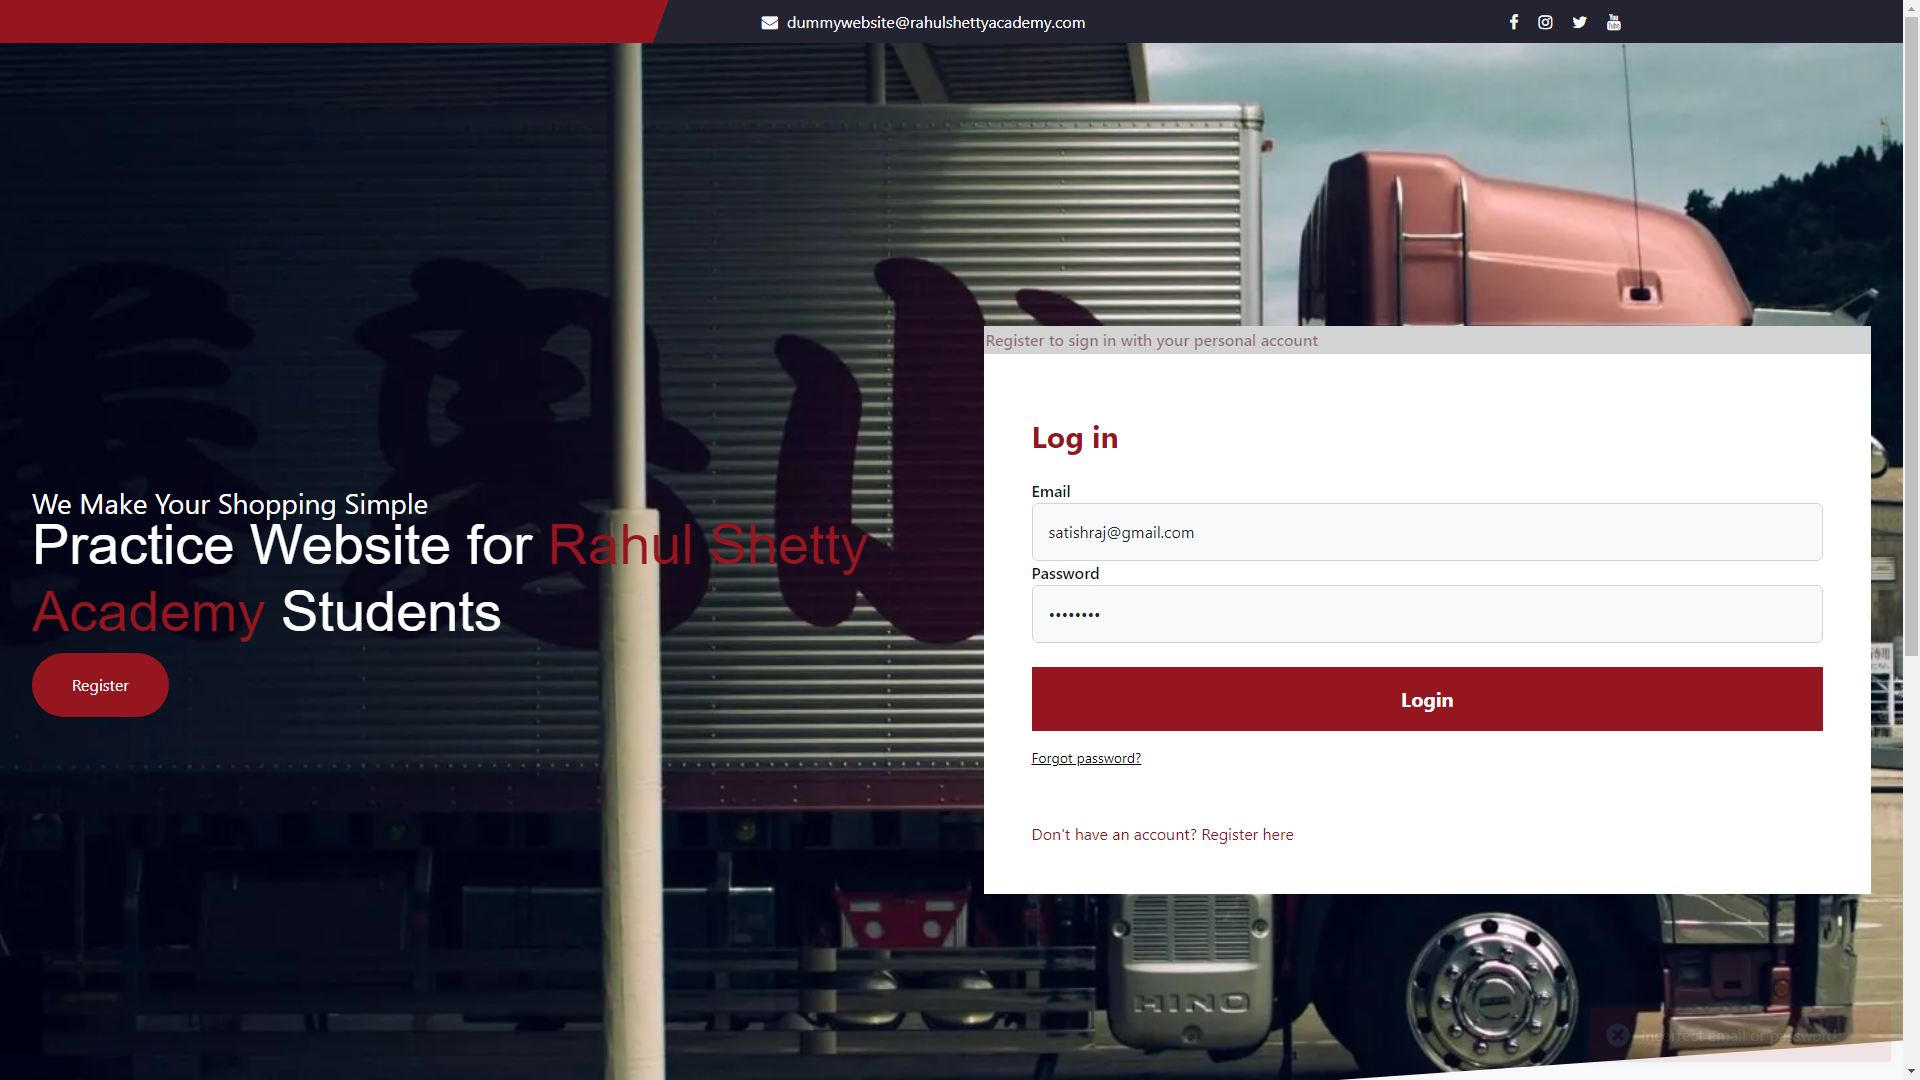 dummywebsite@rahulshettyacademy.com
We Make Your Shopping Simple
Practice Website for Rahul Shetty
Academy Students
Register
Register to sign in with your personal account
Log in
Email
satishraj@gmail.com
Password
••••••••
Login
Forgot password?
Don't have an account? Register here
HINO
Incorrect email or password.